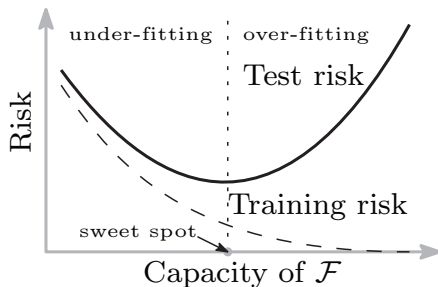 under-fitting over-fitting
Test risk
Risk
Training risk
sweet spot
Capacity of ℱ